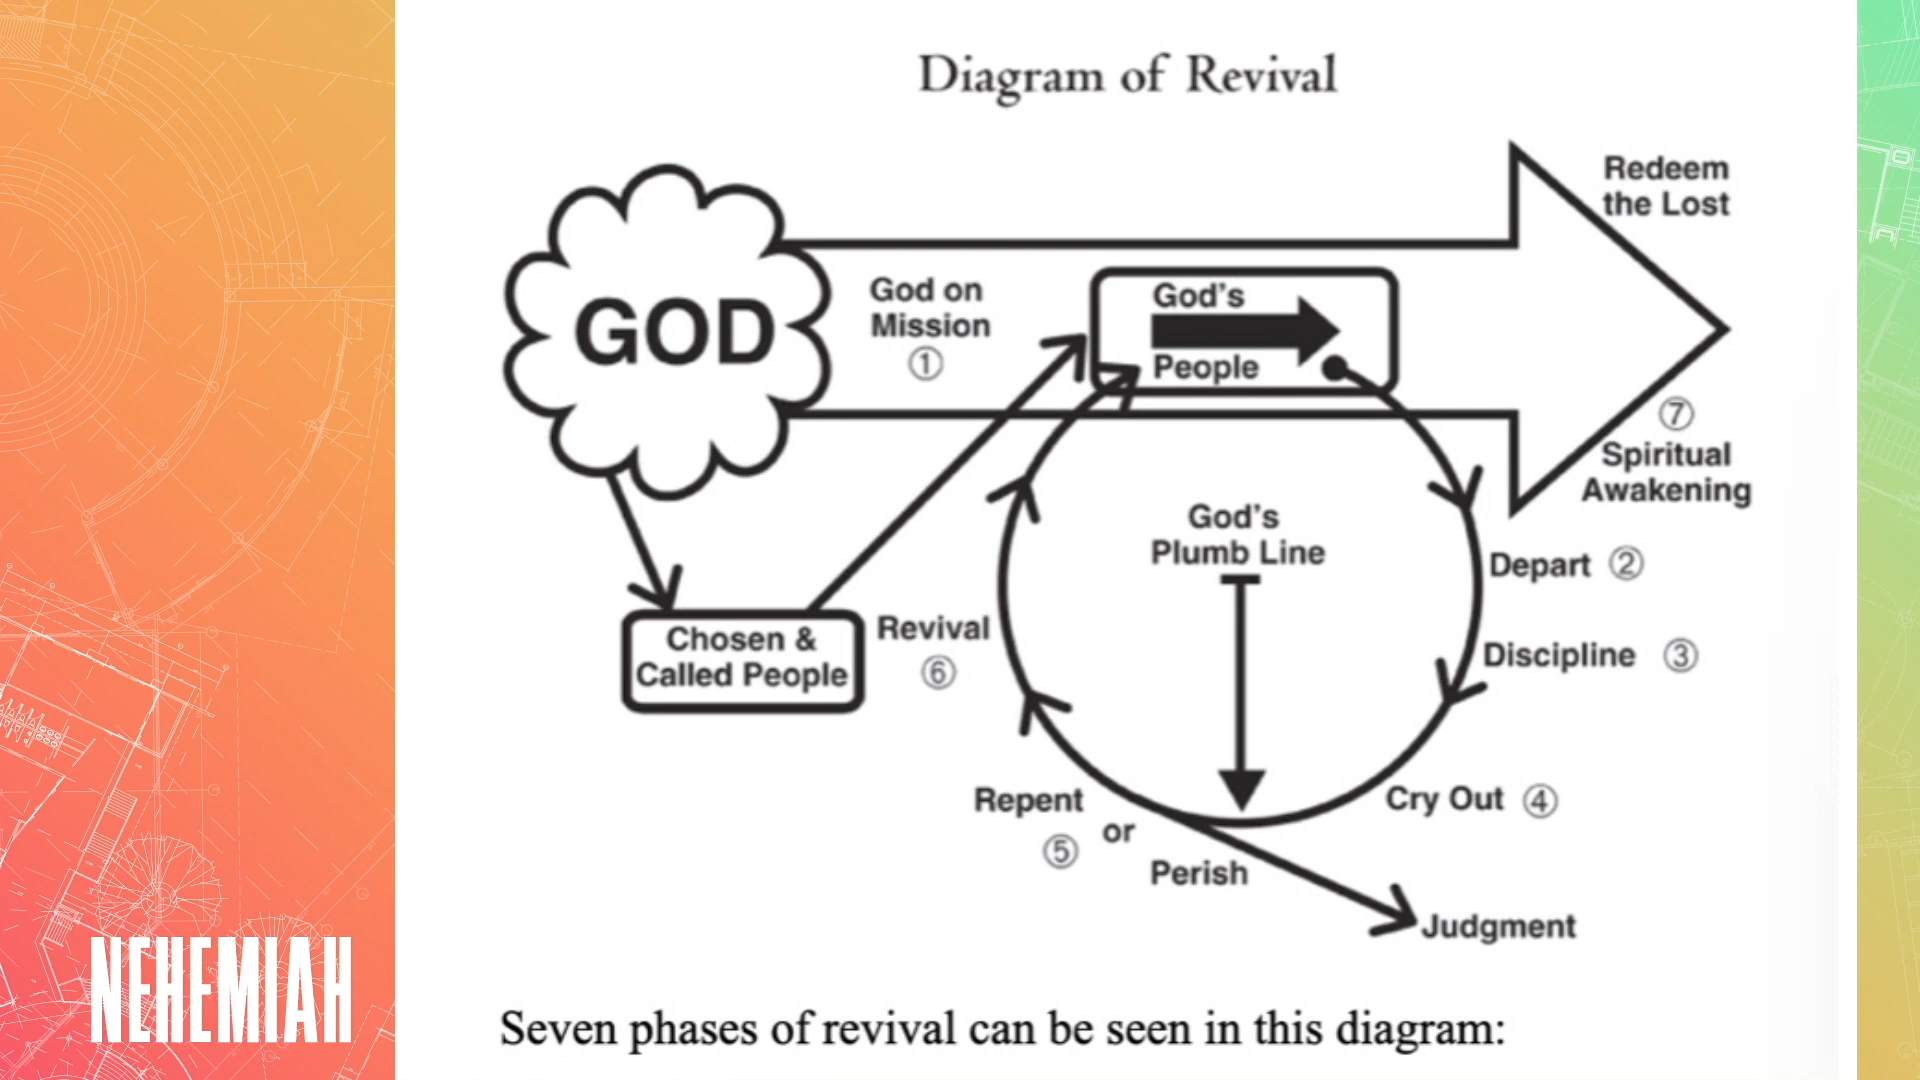 Diagram of Revival
Redeem
the Lost
GOD
God on
Mission
①
God's
People
⑦
Spiritual
Awakening
God's
Plumb Line
Depart ②
Chosen &
Called People
Revival
⑥
Discipline ③
Repent
⑤
or
Perish
Cry Out ④
Judgment
NEHEMIAH
Seven phases of revival can be seen in this diagram: